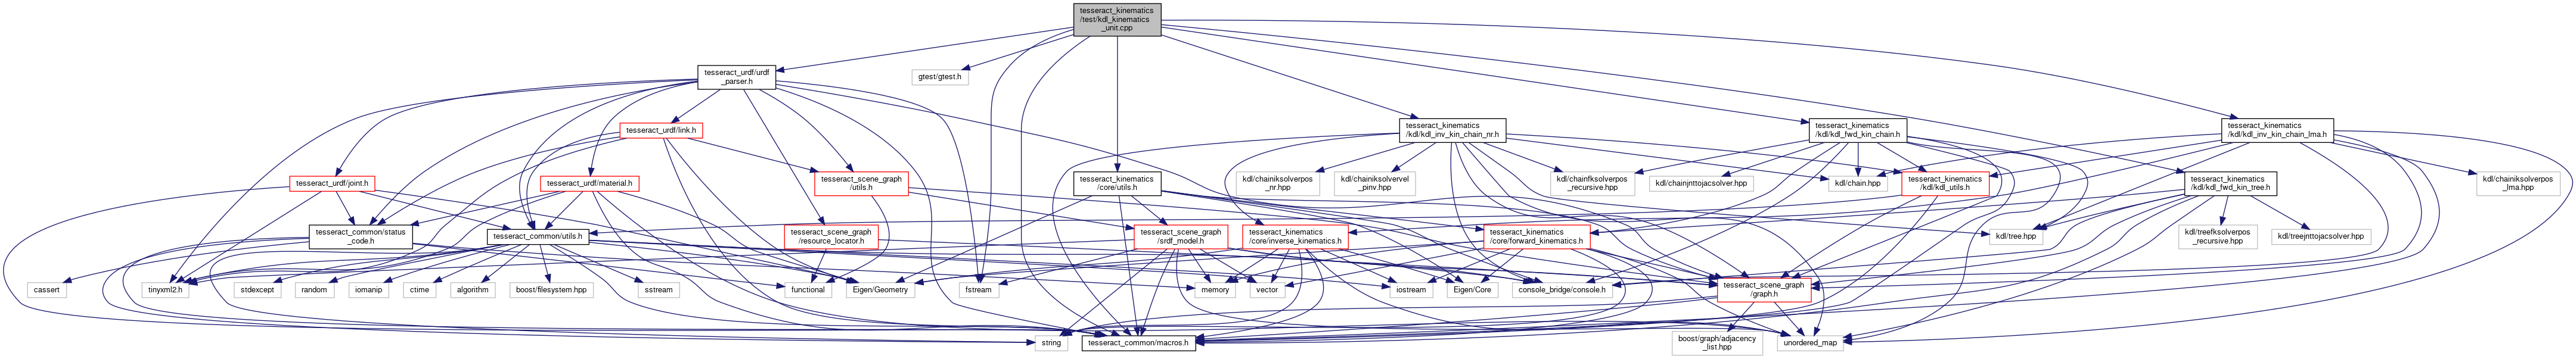 tesseract_kinematics
/test/kdl_kinematics
_unit.cpp
tesseract_urdf/urdf
_parser.h
gtest/gtest.h
tesseract_urdf/link.h
tesseract_kinematics
/kdl/kdl_inv_kin_chain_nr.h
tesseract_kinematics
/kdl/kdl_fwd_kin_chain.h
tesseract_kinematics
/kdl/kdl_inv_kin_chain_lma.h
tesseract_urdf/joint.h
tesseract_urdf/material.h
tesseract_scene_graph
/utils.h
tesseract_kinematics
/core/utils.h
kdl/chainiksolverpos
_nr.hpp
kdl/chainiksolvervel
_pinv.hpp
kdl/chainfksolverpos
_recursive.hpp
kdl/chainjnttojacsolver.hpp
kdl/chain.hpp
tesseract_kinematics
/kdl/kdl_utils.h
tesseract_kinematics
/kdl/kdl_fwd_kin_tree.h
kdl/chainiksolverpos
_lma.hpp
tesseract_common/status
_code.h
tesseract_common/utils.h
tesseract_scene_graph
/resource_locator.h
tesseract_scene_graph
/srdf_model.h
tesseract_kinematics
/core/inverse_kinematics.h
tesseract_kinematics
/core/forward_kinematics.h
kdl/tree.hpp
kdl/treefksolverpos
_recursive.hpp
kdl/treejnttojacsolver.hpp
cassert
tinyxml2.h
stdexcept
random
iomanip
ctime
algorithm
boost/filesystem.hpp
sstream
functional
Eigen/Geometry
fstream
memory
vector
iostream
Eigen/Core
console_bridge/console.h
tesseract_scene_graph
/graph.h
string
tesseract_common/macros.h
boost/graph/adjacency
_list.hpp
unordered_map